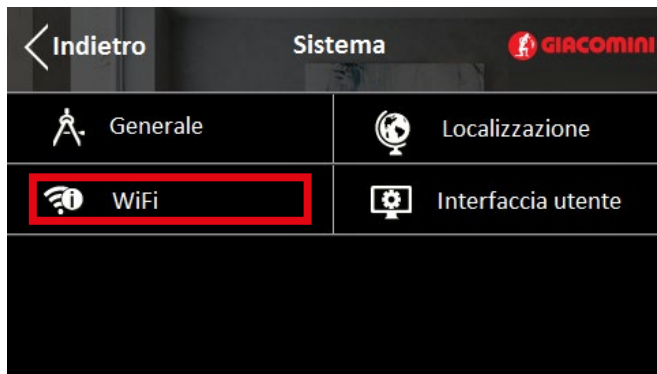 Indietro
Sistema
GIACOMINI
Generale
Localizzazione
WiFi
Interfaccia utente